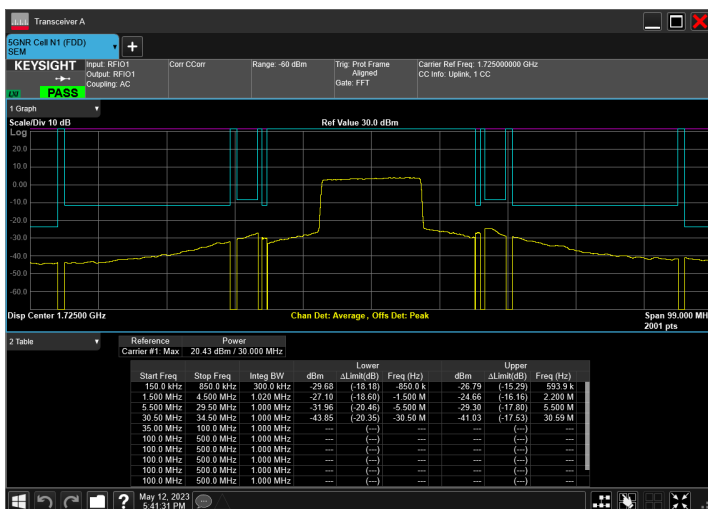 Transceiver A
5GNR Cell N1 (FDD)
SEM
KEYSIGHT
LXI
PASS
Input: RFIO1
Output: RFIO1
Coupling: AC
Corr CCorr
Range: -60 dBm
Trig: Prot Frame
Aligned
Gate: FFT
Carrier Ref Freq: 1.725000000 GHz
CC Info: Uplink, 1 CC
1 Graph
Scale/Div 10 dB
Ref Value 30.0 dBm
Log
20.0
10.0
0.00
-10.0
-20.0
-30.0
-40.0
-50.0
-60.0
Disp Center 1.72500 GHz
Chan Det: Average , Offs Det: Peak
Span 99.000 MH
2001 pts
2 Table
Reference Power
Carrier #1: Max 20.43 dBm / 30.000 MHz
Lower Upper
Start Freq Stop Freq Integ BW dBm ΔLimit(dB) Freq (Hz) dBm ΔLimit(dB) Freq (Hz)
150.0 kHz 850.0 kHz 300.0 kHz -29.68 (-18.18) -850.0 k -26.79 (-15.29) 593.9 k
1.500 MHz 4.500 MHz 1.020 MHz -27.10 (-18.60) -1.500 M -24.66 (-16.16) 2.200 M
5.500 MHz 29.50 MHz 1.000 MHz -31.96 (-20.46) -5.500 M -29.30 (-17.80) 5.500 M
30.50 MHz 34.50 MHz 1.000 MHz -43.85 (-20.35) -30.50 M -41.03 (-17.53) 30.59 M
35.00 MHz 100.0 MHz 1.000 MHz --- (---) --- --- (---) ---
100.0 MHz 500.0 MHz 1.000 MHz --- (---) --- --- (---) ---
100.0 MHz 500.0 MHz 1.000 MHz --- (---) --- --- (---) ---
100.0 MHz 500.0 MHz 1.000 MHz --- (---) --- --- (---) ---
100.0 MHz 500.0 MHz 1.000 MHz --- (---) --- --- (---) ---
100.0 MHz 500.0 MHz 1.000 MHz --- (---) --- --- (---) ---
May 12, 2023
5:41:31 PM